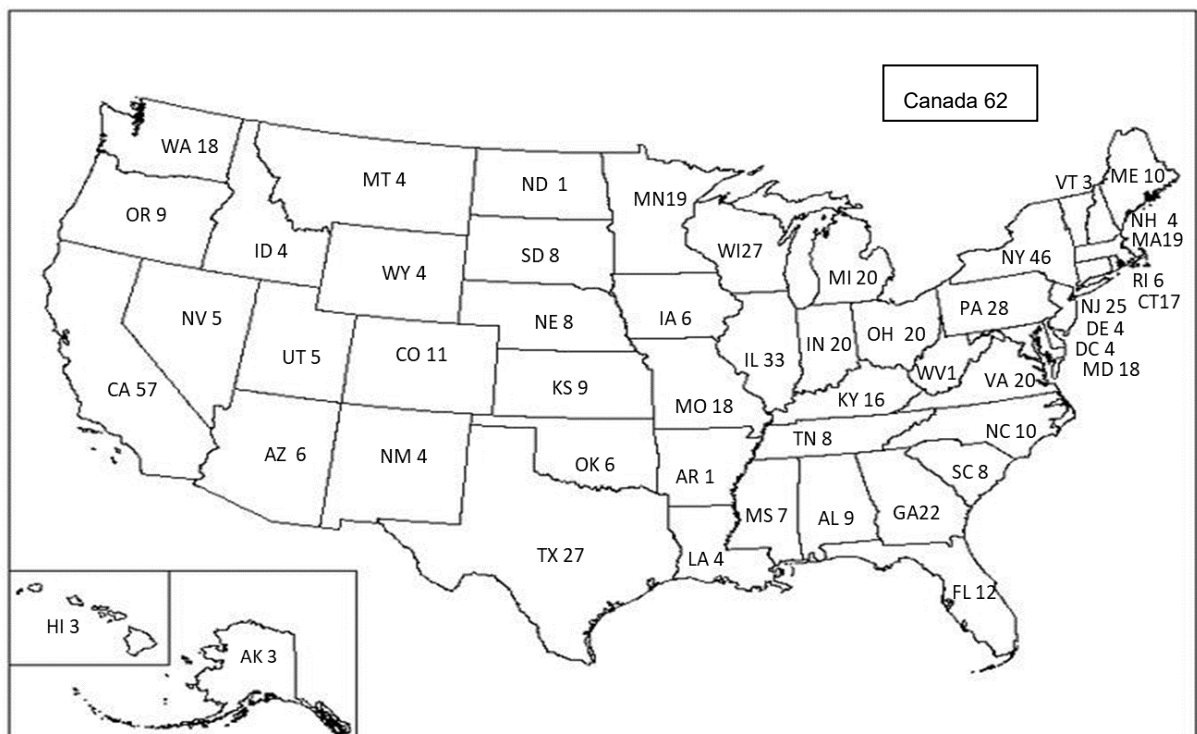 Canada 62
WA 18
MT 4
ND 1
MN19
VT 3
ME 10
OR 9
ID 4
WY 4
SD 8
WI27
MI 20
NY 46
NH 4
MA19
RI 6
CT17
NV 5
UT 5
CO 11
NE 8
IA 6
IL 33
IN 20
OH 20
PA 28
NJ 25
DE 4
DC 4
MD 18
CA 57
KS 9
MO 18
KY 16
WV1
VA 20
AZ 6
NM 4
OK 6
AR 1
TN 8
NC 10
SC 8
TX 27
LA 4
MS 7
AL 9
GA22
FL 12
HI 3
AK 3